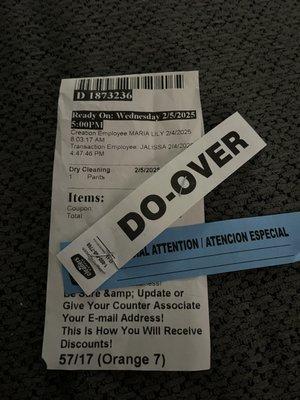 D 1873236
Ready On: Wednesday 2/5/2025
5:00PM
Creation Employee MARIA LILY 2/4/2025
8:03:17 AM
Transaction Employee: JALISSA 2/4/
4:47:46 PM
Dry Cleaning 2/5/2025
1 Pants
Items:
Coupon
Total
DO-OVER
AL ATTENTION / ATENCION ESPECIAL
Be Sure &amp; Update or
Give Your Counter Associate
Your E-mail Address!
This Is How You Will Receive
Discounts!
57/17 (Orange 7)